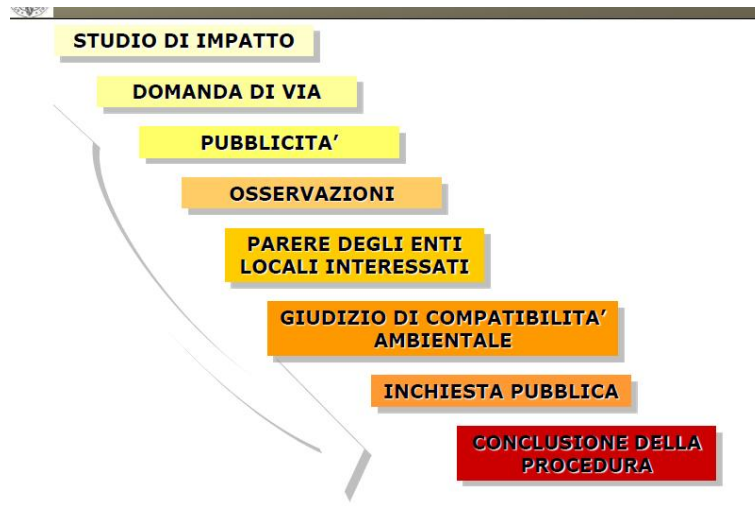 STUDIO DI IMPATTO
DOMANDA DI VIA
PUBBLICITA’
OSSERVAZIONI
PARERE DEGLI ENTI
LOCALI INTERESSATI
GIUDIZIO DI COMPATIBILITA’
AMBIENTALE
INCHIESTA PUBBLICA
CONCLUSIONE DELLA
PROCEDURA